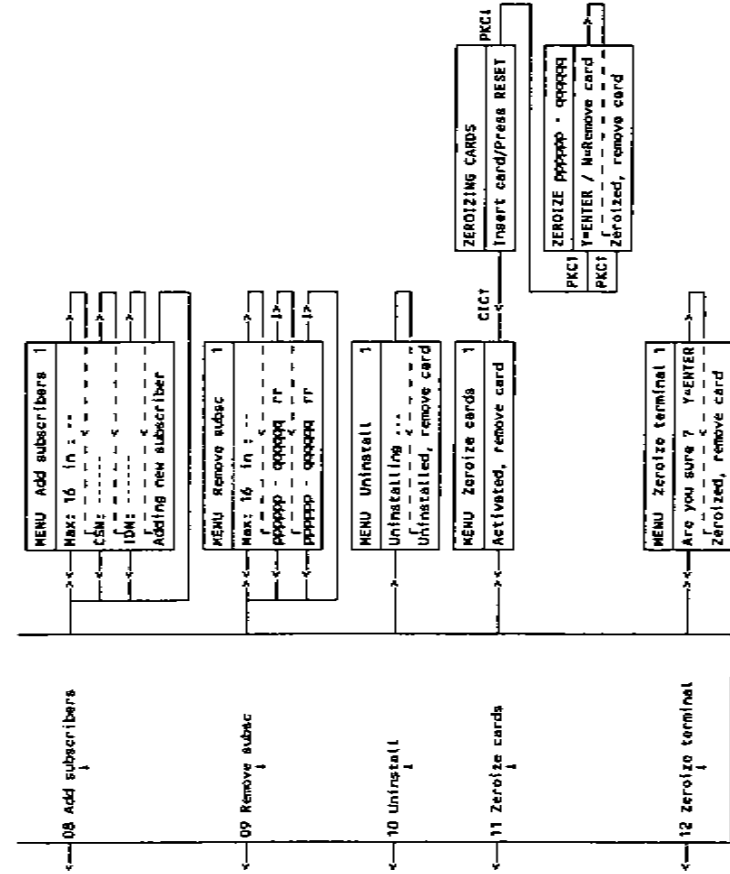 08 Add subscribers
MENU Add subscribers 1
Max: 16 in : --
CSN: ------
IDN: ------
Adding new subscriber
09 Remove subsc
MENU Remove subsc 1
Max: 16 in : --
pppppp - qqqqqq rr
pppppp - qqqqqq rr
10 Uninstall
MENU Uninstall 1
Uninstalling ...
Uninstalled, remove card
11 Zeroize cards
MENU Zeroize cards 1
Activated, remove card
CIC↑
ZEROIZING CARDS
Insert card/Press RESET
PKC↓
ZEROIZE pppppp - qqqqqq
PKC↑
Y=ENTER / N=Remove card
PKC↑
Zeroized, remove card
12 Zeroize terminal
MENU Zeroize terminal 1
Are you sure ? Y=ENTER
Zeroized, remove card